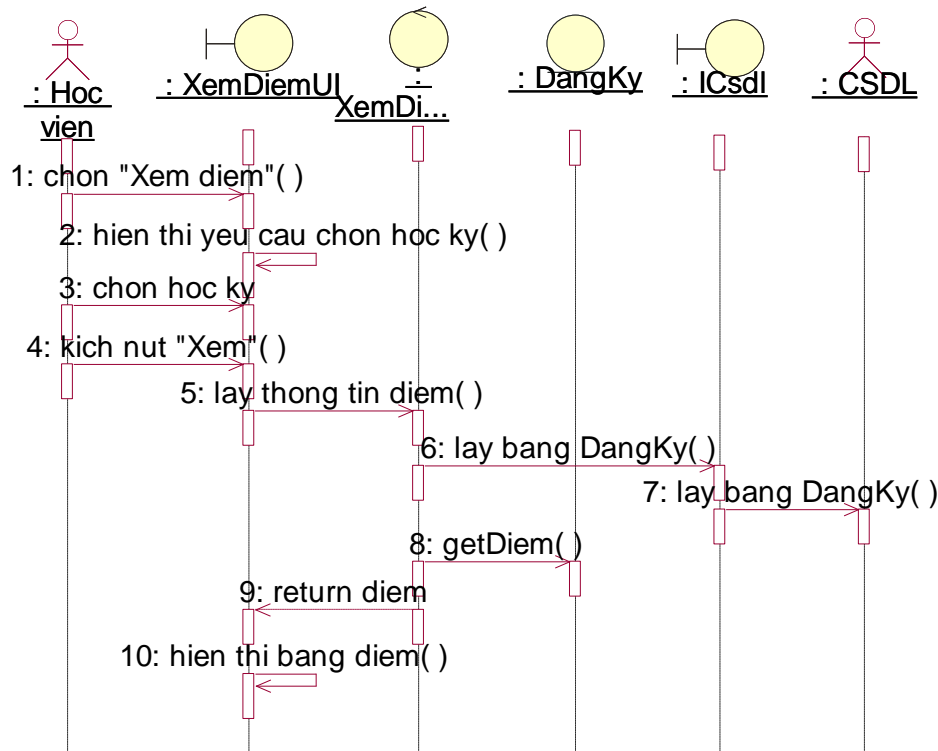 : Hoc
vien
: XemDiemUI
:
XemDi...
: DangKy
: ICsdl
: CSDL
1: chon "Xem diem"( )
2: hien thi yeu cau chon hoc ky( )
3: chon hoc ky
4: kich nut "Xem"( )
5: lay thong tin diem( )
6: lay bang DangKy( )
7: lay bang DangKy( )
8: getDiem( )
9: return diem
10: hien thi bang diem( )